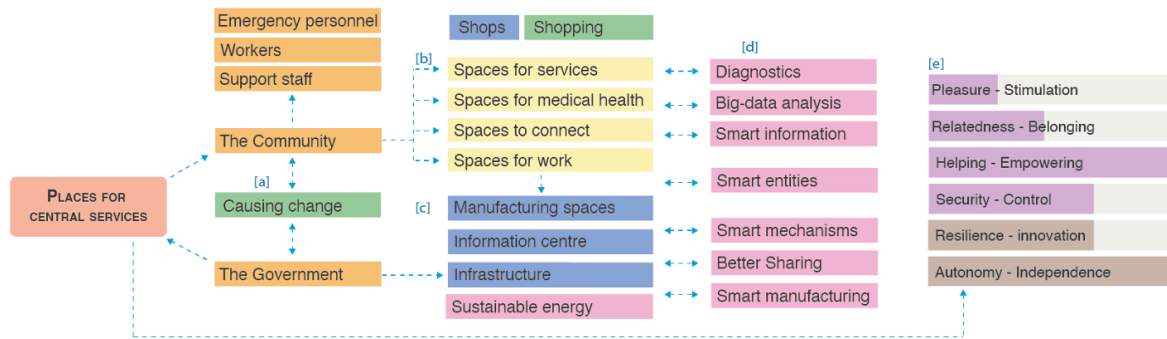 Emergency personnel
Workers
Support staff
The Community
[a]
Causing change
The Government
PLACES FOR
CENTRAL SERVICES
Shops
Shopping
[b]
Spaces for services
Spaces for medical health
Spaces to connect
Spaces for work
[c]
Manufacturing spaces
Information centre
Infrastructure
Sustainable energy
[d]
Diagnostics
Big-data analysis
Smart information
Smart entities
Smart mechanisms
Better Sharing
Smart manufacturing
[e]
Pleasure - Stimulation
Relatedness - Belonging
Helping - Empowering
Security - Control
Resilience - innovation
Autonomy - Independence